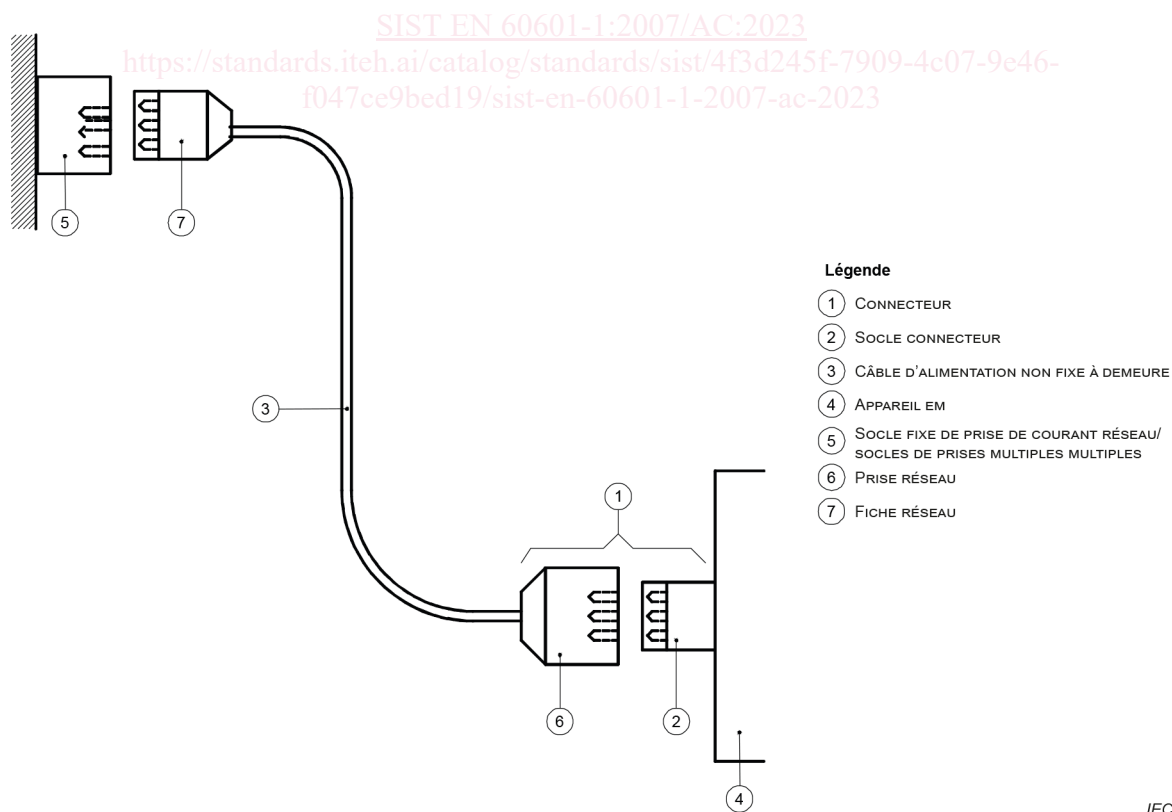 SIST EN 60601-1:2007/AC:2023
https://standards.iteh.ai/catalog/standards/sist/4f3d245f-7909-4c07-9e46-
f047ce9bed19/sist-en-60601-1-2007-ac-2023
5
7
3
1
6
2
4
Légende
1 CONNECTEUR
2 SOCLE CONNECTEUR
3 CÂBLE D'ALIMENTATION NON FIXE À DEMEURE
4 APPAREIL EM
5 SOCLE FIXE DE PRISE DE COURANT RÉSEAU/
SOCLES DE PRISES MULTIPLES MULTIPLES
6 PRISE RÉSEAU
7 FICHE RÉSEAU
IEC